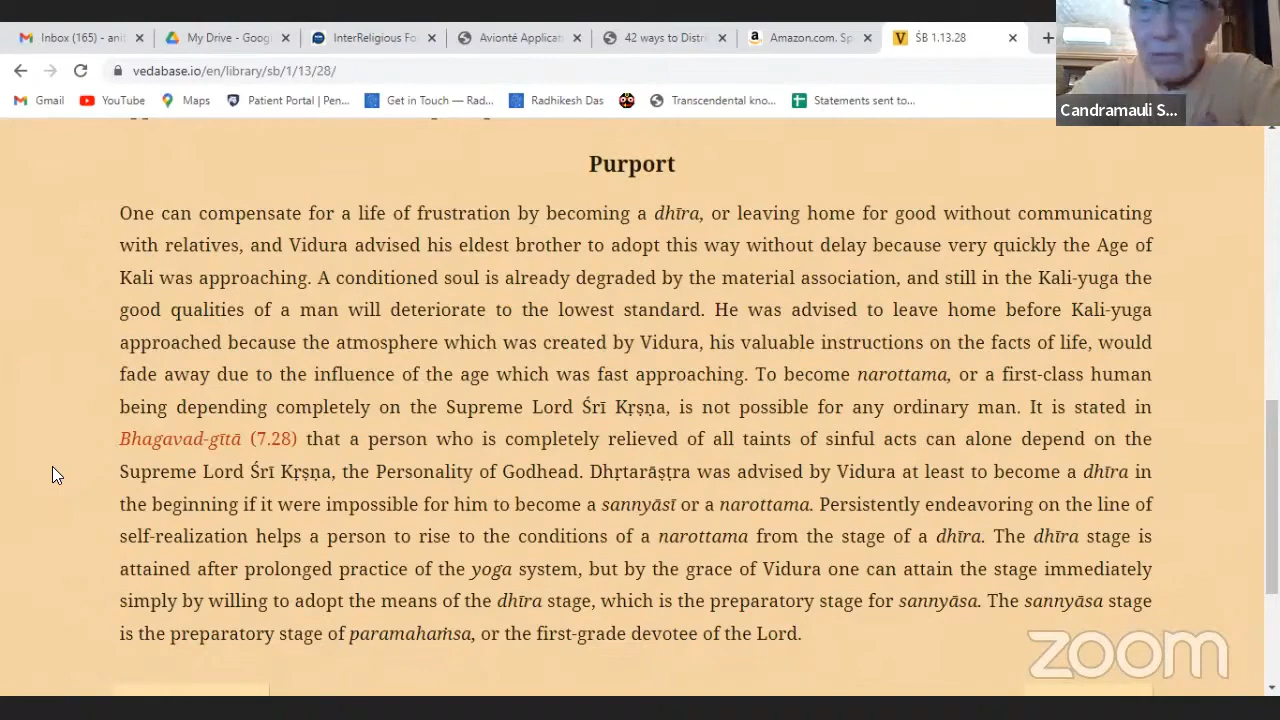 Inbox (165) - ani
My Drive - Googl
InterReligious Fo
Avionté Applicat
42 ways to Distri
Amazon.com. Sp
ŚB 1.13.28
vedabase.io/en/library/sb/1/13/28/
Gmail
YouTube
Maps
Patient Portal | Pen...
Get in Touch — Rad...
Radhikesh Das
Transcendental kno...
Statements sent to...
Candramauli S...
Purport
One can compensate for a life of frustration by becoming a dhīra, or leaving home for good without communicating
with relatives, and Vidura advised his eldest brother to adopt this way without delay because very quickly the Age of
Kali was approaching. A conditioned soul is already degraded by the material association, and still in the Kali-yuga the
good qualities of a man will deteriorate to the lowest standard. He was advised to leave home before Kali-yuga
approached because the atmosphere which was created by Vidura, his valuable instructions on the facts of life, would
fade away due to the influence of the age which was fast approaching. To become narottama, or a first-class human
being depending completely on the Supreme Lord Śrī Kṛṣṇa, is not possible for any ordinary man. It is stated in
Bhagavad-gītā (7.28) that a person who is completely relieved of all taints of sinful acts can alone depend on the
Supreme Lord Śrī Kṛṣṇa, the Personality of Godhead. Dhṛtarāṣṭra was advised by Vidura at least to become a dhīra in
the beginning if it were impossible for him to become a sannyāsī or a narottama. Persistently endeavoring on the line of
self-realization helps a person to rise to the conditions of a narottama from the stage of a dhīra. The dhīra stage is
attained after prolonged practice of the yoga system, but by the grace of Vidura one can attain the stage immediately
simply by willing to adopt the means of the dhīra stage, which is the preparatory stage for sannyāsa. The sannyāsa stage
is the preparatory stage of paramahaṁsa, or the first-grade devotee of the Lord.
zoom